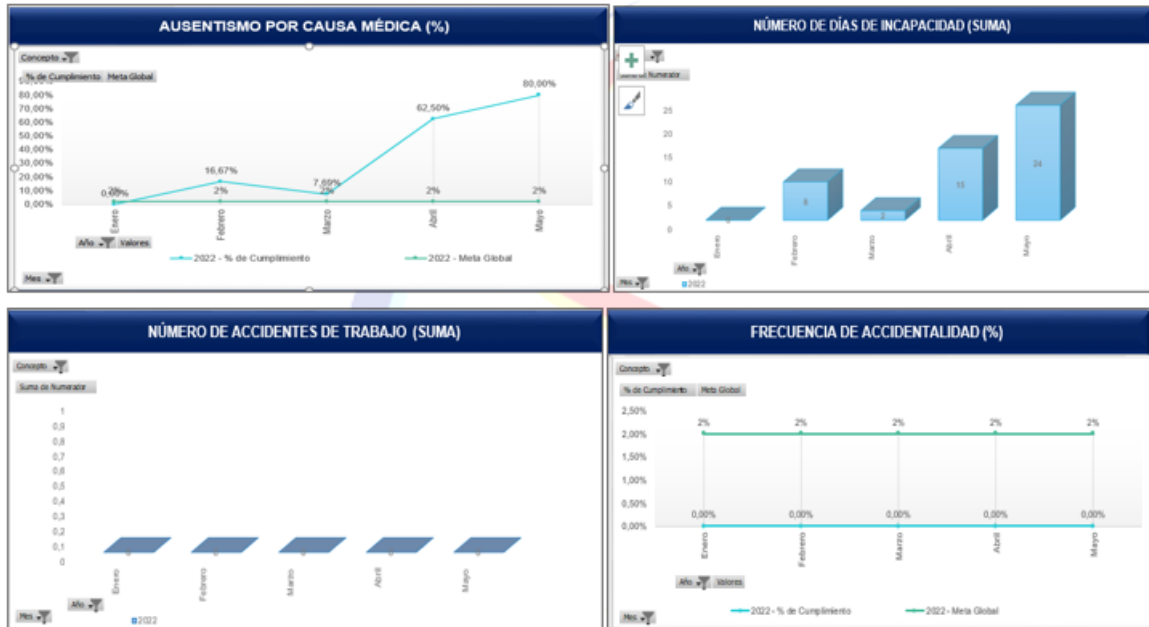 AUSENTISMO POR CAUSA MÉDICA (%)
Concepto
% de Cumplimiento Meta Global
80,00%
70,00%
60,00%
50,00%
40,00%
30,00%
20,00%
10,00%
0,00%
0,00%
16,67%
7,69%
62,50%
80,00%
2%
2%
2%
2%
2%
Enero
Febrero
Marzo
Abril
Mayo
Año Valores
2022 - % de Cumplimiento 2022 - Meta Global
Mes
NÚMERO DE DÍAS DE INCAPACIDAD (SUMA)
Numerador
25
20
15
10
5
0
0
8
2
15
24
Enero
Febrero
Marzo
Abril
Mayo
Año
Mes
2022
NÚMERO DE ACCIDENTES DE TRABAJO (SUMA)
Concepto
Suma de Numerador
1
0,9
0,8
0,7
0,6
0,5
0,4
0,3
0,2
0,1
0
0
0
0
0
0
Enero
Febrero
Marzo
Abril
Mayo
Año
Mes
2022
FRECUENCIA DE ACCIDENTALIDAD (%)
Concepto
% de Cumplimiento Meta Global
2,50%
2,00%
1,50%
1,00%
0,50%
0,00%
2% 2% 2% 2% 2%
0,00% 0,00% 0,00% 0,00% 0,00%
Enero
Febrero
Marzo
Abril
Mayo
Año Valores
2022 - % de Cumplimiento 2022 - Meta Global
Mes